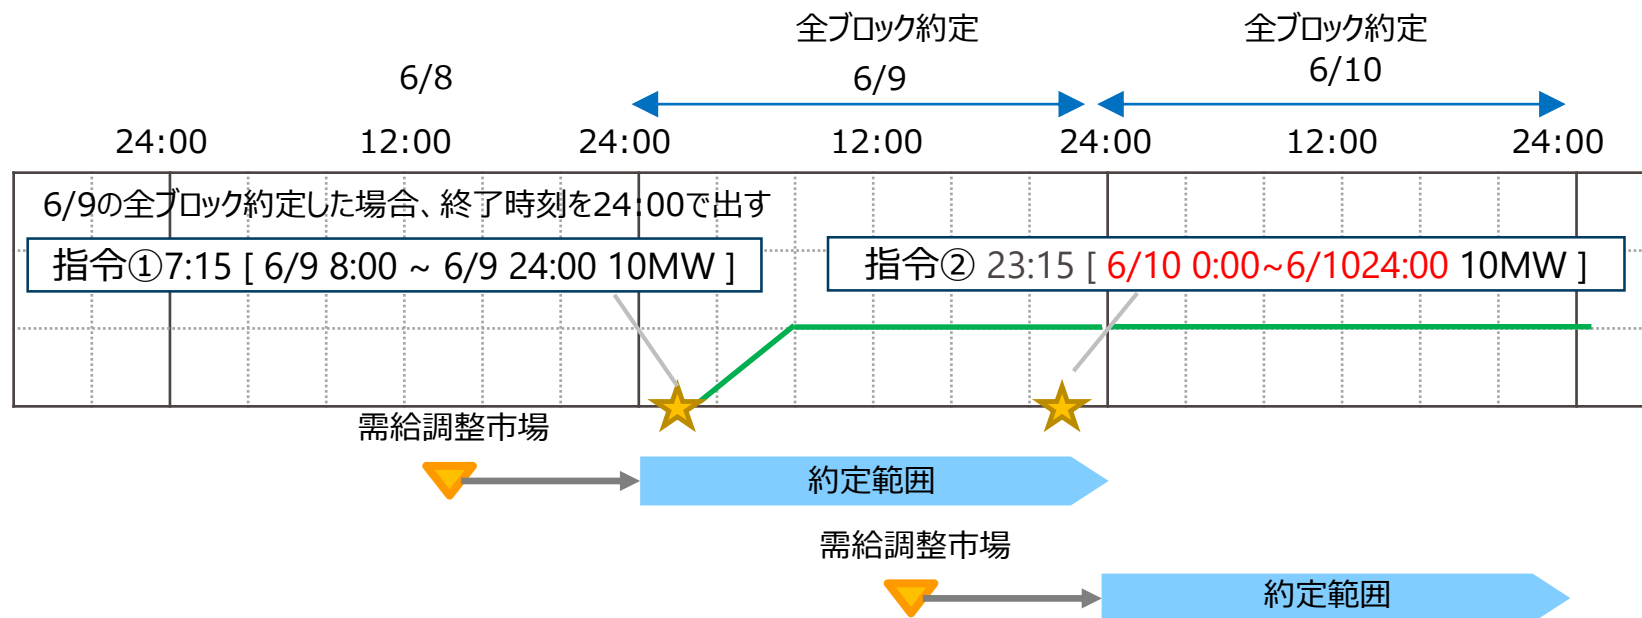 全ブロック約定
全ブロック約定
6/8
6/9
6/10
24:00
12:00
24:00
12:00
24:00
12:00
24:00
6/9の全ブロック約定した場合、終了時刻を24:00で出す
指令①7:15 [ 6/9 8:00 ~ 6/9 24:00 10MW ]
指令② 23:15 [ 6/10 0:00~6/1024:00 10MW ]
需給調整市場
約定範囲
需給調整市場
約定範囲